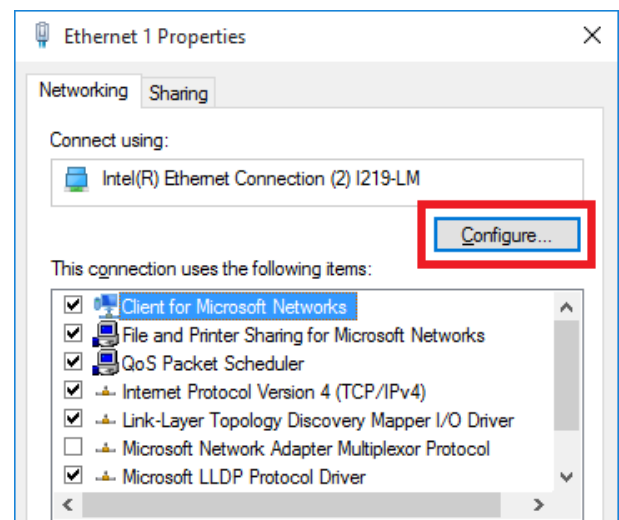 Ethernet 1 Properties
Networking
Sharing
Connect using:
Intel(R) Ethernet Connection (2) I219-LM
Configure...
This connection uses the following items:
Client for Microsoft Networks
File and Printer Sharing for Microsoft Networks
QoS Packet Scheduler
Internet Protocol Version 4 (TCP/IPv4)
Link-Layer Topology Discovery Mapper I/O Driver
Microsoft Network Adapter Multiplexor Protocol
Microsoft LLDP Protocol Driver